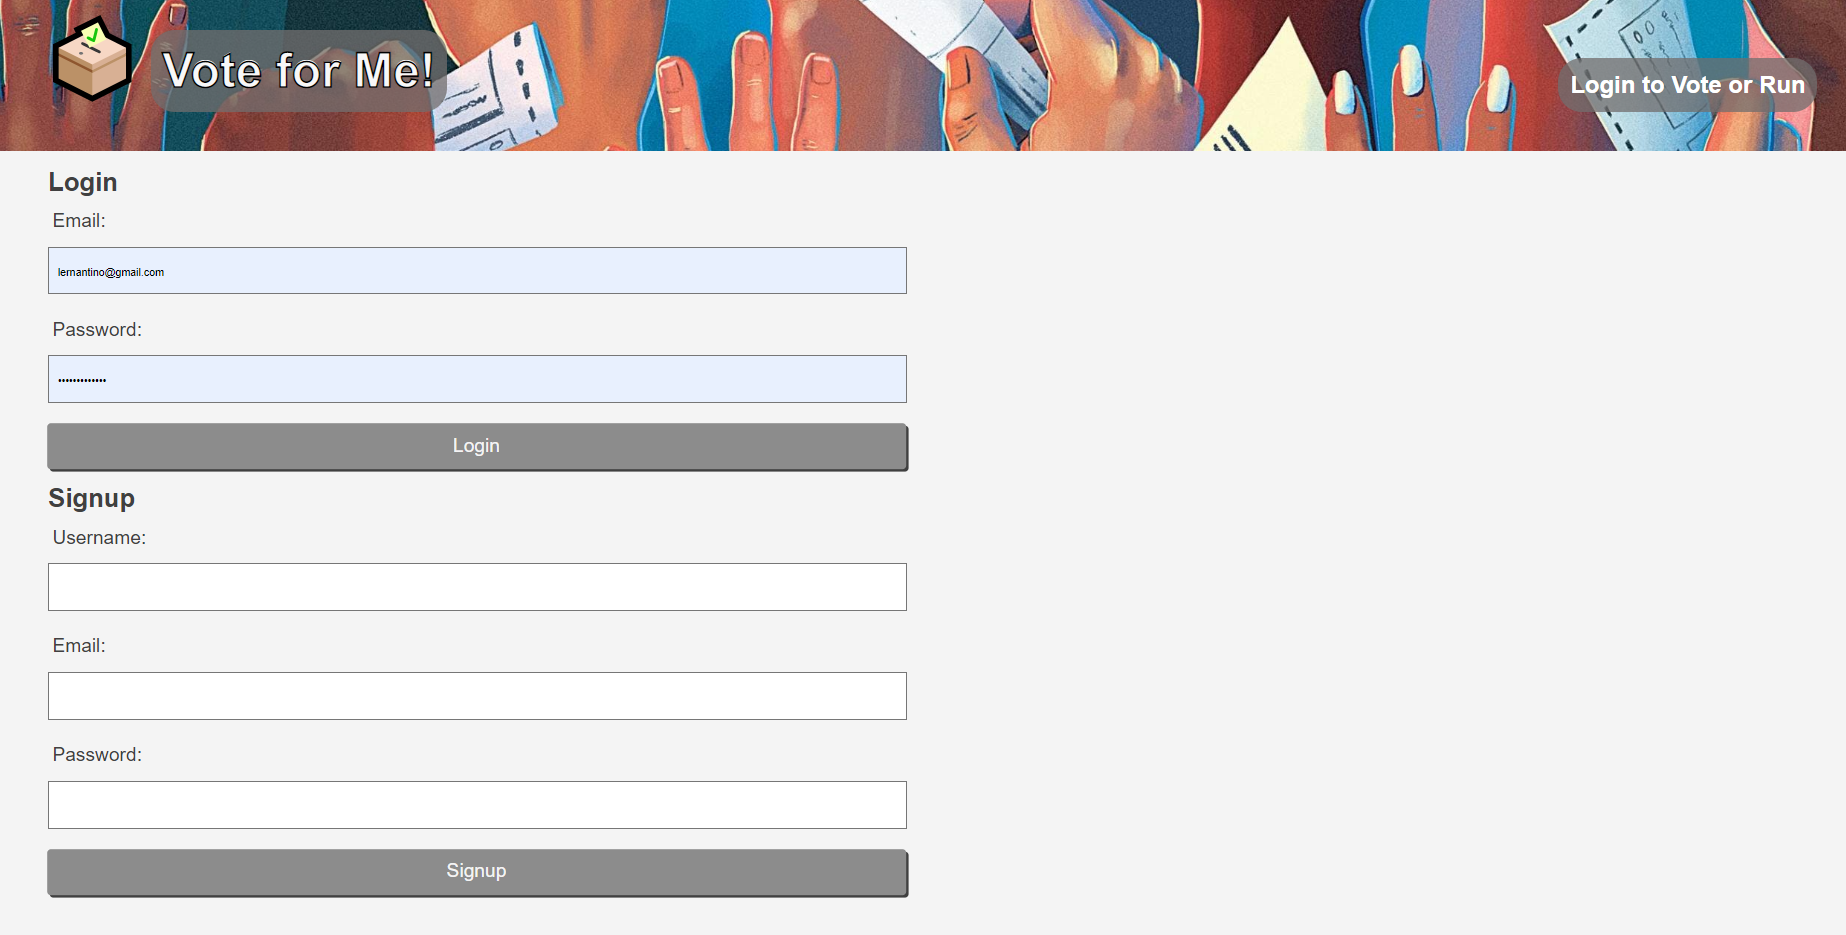 Vote for Me!
Login to Vote or Run
Login
Email:
lernantino@gmail.com
Password:
•••••••••••••
Login
Signup
Username:
Email:
Password:
Signup